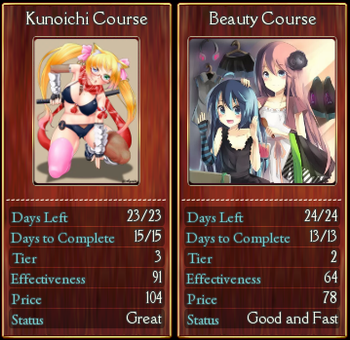 Kunoichi Course
Days Left 23/23
Days to Complete 15/15
Tier 3
Effectiveness 91
Price 104
Status Great
Beauty Course
Days Left 24/24
Days to Complete 13/13
Tier 2
Effectiveness 64
Price 78
Status Good and Fast